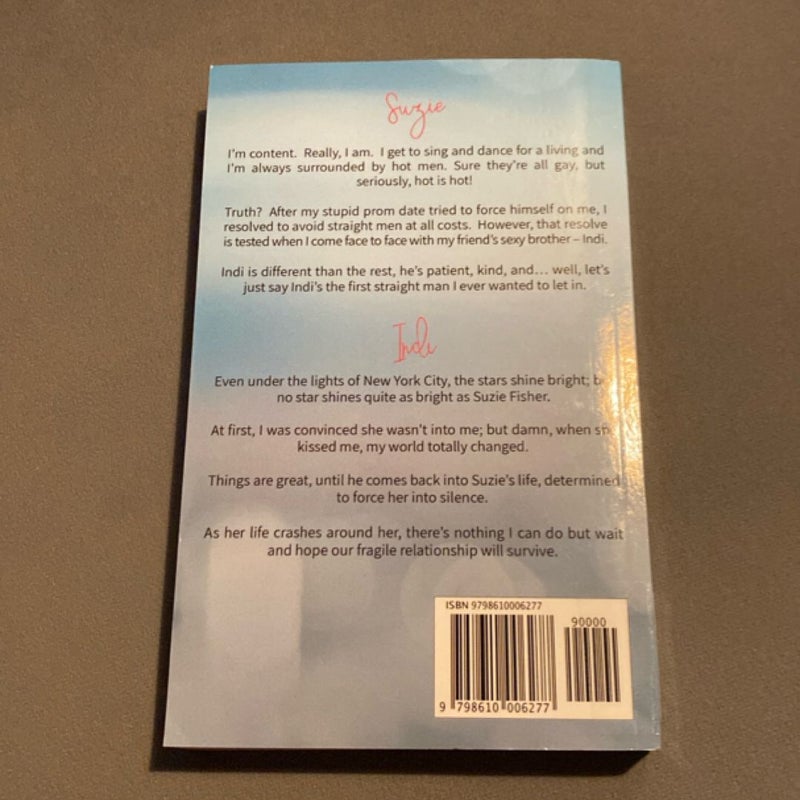 Suzie
I'm content. Really, I am. I get to sing and dance for a living and
I'm always surrounded by hot men. Sure they're all gay, but
seriously, hot is hot!
Truth? After my stupid prom date tried to force himself on me, I
resolved to avoid straight men at all costs. However, that resolve
is tested when I come face to face with my friend's sexy brother – Indi.
Indi is different than the rest, he's patient, kind, and... well, let's
just say Indi's the first straight man I ever wanted to let in.
Indi
Even under the lights of New York City, the stars shine bright;
no star shines quite as bright as Suzie Fisher.
At first, I was convinced she wasn't into me; but damn, when
kissed me, my world totally changed.
Things are great, until he comes back into Suzie's life, determined
to force her into silence.
As her life crashes around her, there's nothing I can do but wait
and hope our fragile relationship will survive.
ISBN 9798610006277
90000
9 798610 006277